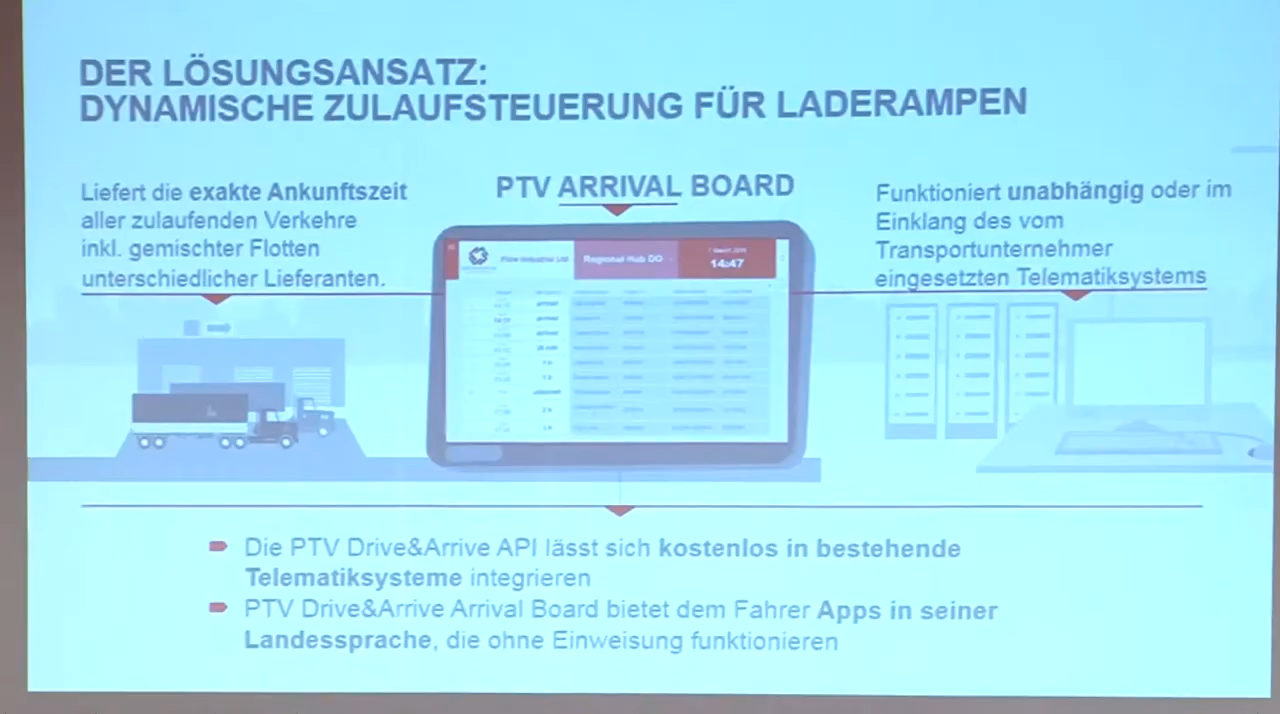 DER LÖSUNGSANSATZ:
DYNAMISCHE ZULAUFSTEUERUNG FÜR LADERAMPEN
Liefert die exakte Ankunftszeit
aller zulaufenden Verkehre
inkl. gemischter Flotten
unterschiedlicher Lieferanten.
PTV ARRIVAL BOARD
Regional Hub DO
14:47
Funktioniert unabhängig oder im
Einklang des vom
Transportunternehmer
eingesetzten Telematiksystems
Die PTV Drive&Arrive API lässt sich kostenlos in bestehende
Telematiksysteme integrieren
PTV Drive&Arrive Arrival Board bietet dem Fahrer Apps in seiner
Landessprache, die ohne Einweisung funktionieren